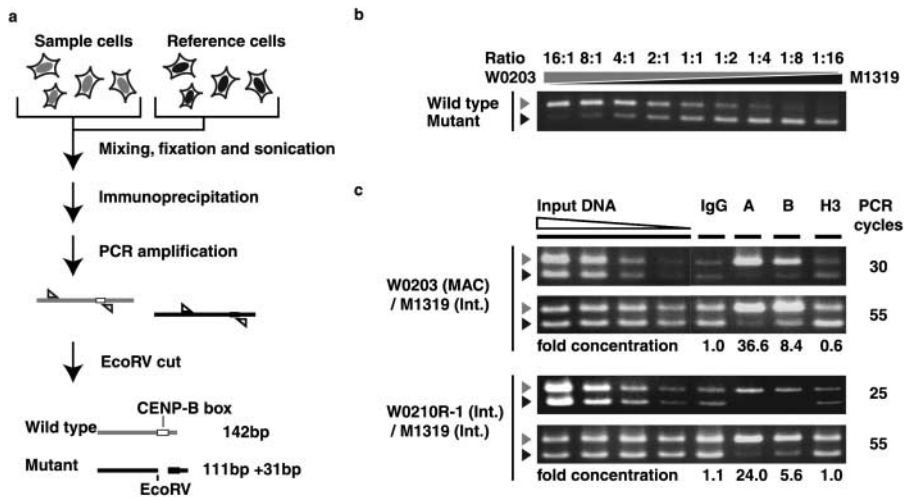 a
Sample cells
Reference cells
Mixing, fixation and sonication
Immunoprecipitation
PCR amplification
EcoRV cut
CENP-B box
Wild type
142bp
Mutant
111bp +31bp
EcoRV
b
Ratio 16:1 8:1 4:1 2:1 1:1 1:2 1:4 1:8 1:16
W0203 M1319
Wild type
Mutant
c
Input DNA IgG A B H3 PCR
cycles
30
W0203 (MAC)
/ M1319 (Int.)
55
fold concentration 1.0 36.6 8.4 0.6
25
W0210R-1 (Int.)
/ M1319 (Int.)
55
fold concentration 1.1 24.0 5.6 1.0